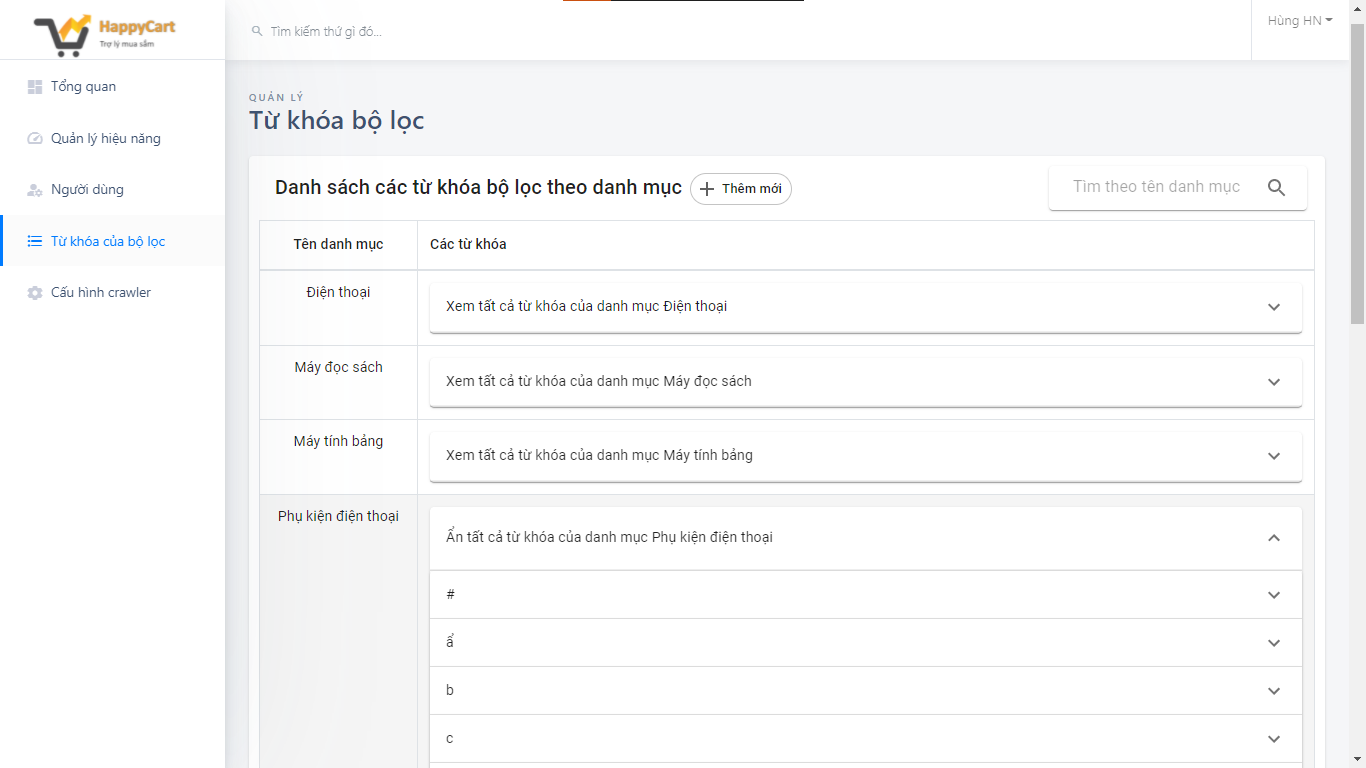 HappyCart
Trợ lý mua sắm
Tìm kiếm thứ gì đó...
Hùng HN
Tổng quan
Quản lý hiệu năng
Người dùng
Từ khóa của bộ lọc
Cấu hình crawler
QUẢN LÝ
Từ khóa bộ lọc
Danh sách các từ khóa bộ lọc theo danh mục
Thêm mới
Tìm theo tên danh mục
Tên danh mục
Các từ khóa
Điện thoại
Xem tất cả từ khóa của danh mục Điện thoại
Máy đọc sách
Xem tất cả từ khóa của danh mục Máy đọc sách
Máy tính bảng
Xem tất cả từ khóa của danh mục Máy tính bảng
Phụ kiện điện thoại
Ẩn tất cả từ khóa của danh mục Phụ kiện điện thoại
#
ẩ
b
c